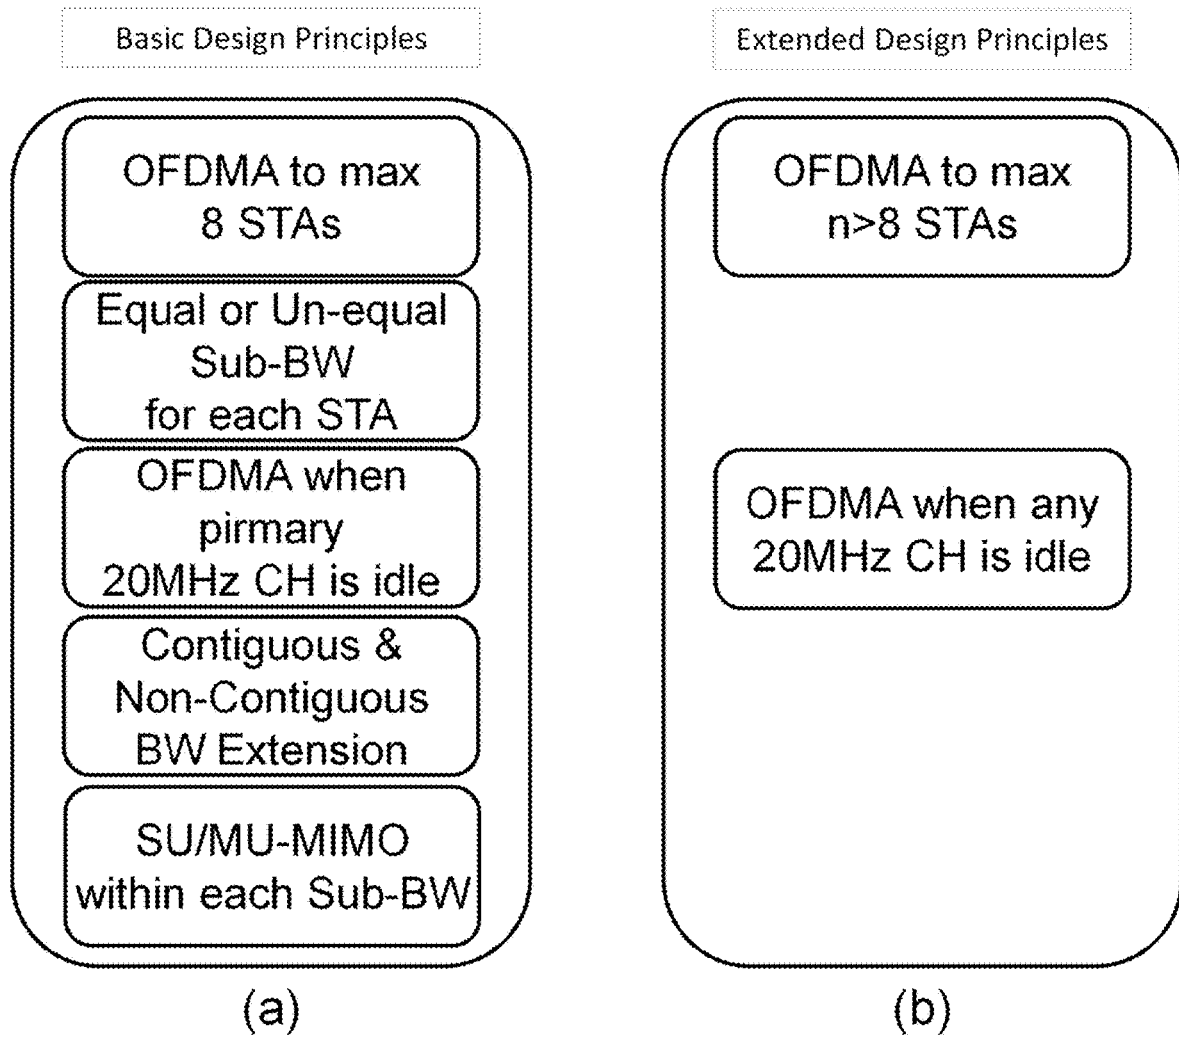 Basic Design Principles
OFDMA to max
8 STAs
Equal or Un-equal
Sub-BW
for each STA
OFDMA when
pirmary
20MHz CH is idle
Contiguous &
Non-Contiguous
BW Extension
SU/MU-MIMO
within each Sub-BW
(a)
Extended Design Principles
OFDMA to max
n>8 STAs
OFDMA when any
20MHz CH is idle
(b)